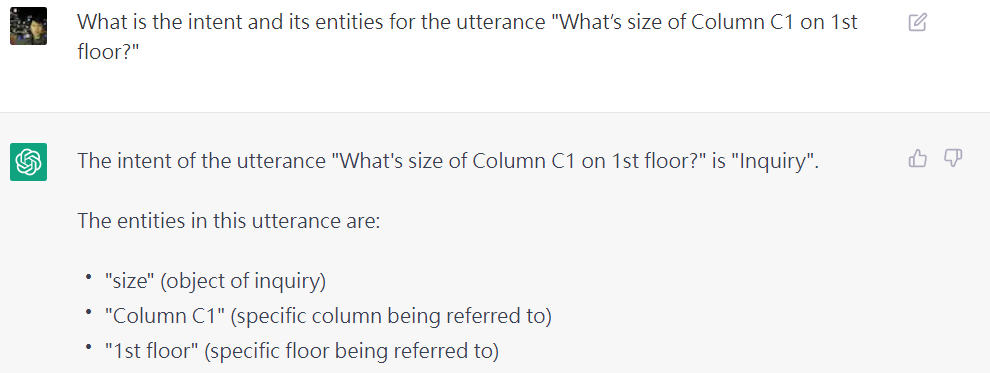 What is the intent and its entities for the utterance "What’s size of Column C1 on 1st
floor?"
The intent of the utterance "What's size of Column C1 on 1st floor?" is "Inquiry".
The entities in this utterance are:
• "size" (object of inquiry)
• "Column C1" (specific column being referred to)
• "1st floor" (specific floor being referred to)